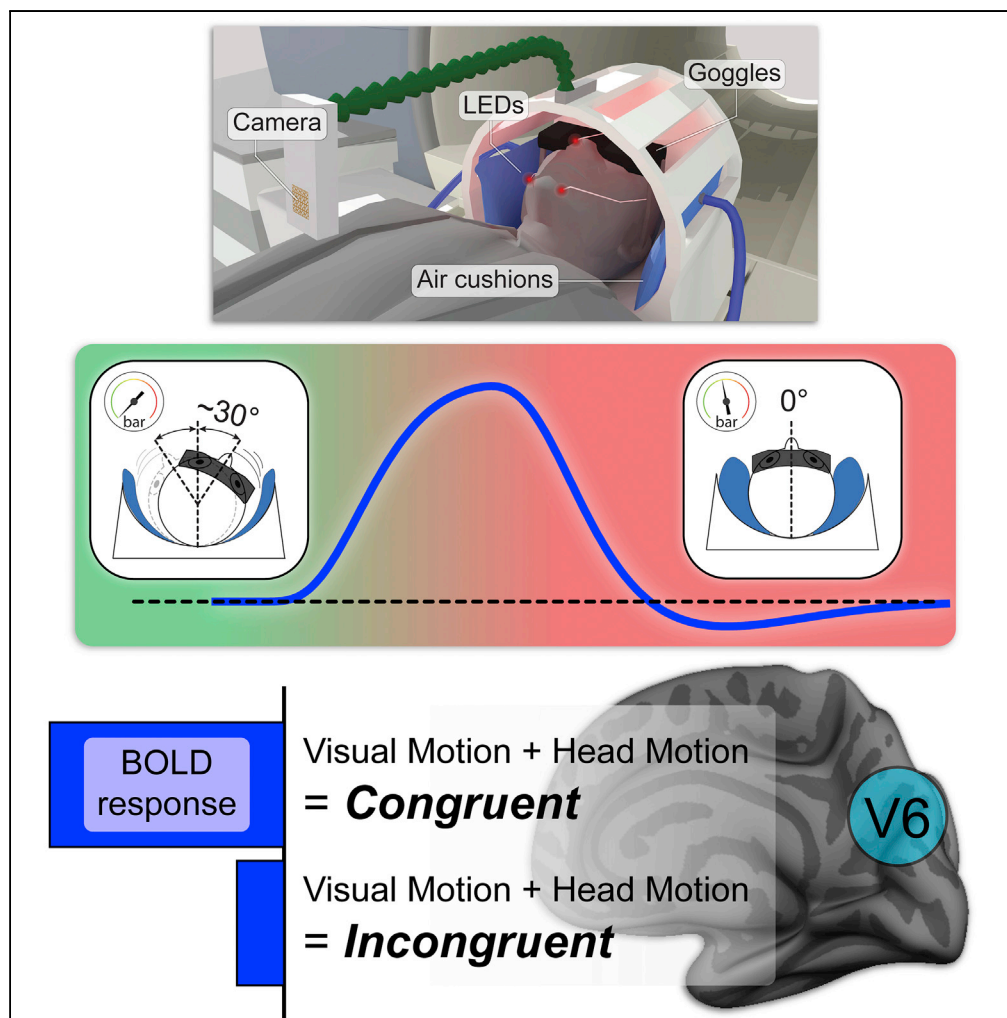 Goggles
LEDs
Camera
Air cushions
~30°
bar
0°
bar
BOLD
response
Visual Motion + Head Motion
= Congruent
V6
Visual Motion + Head Motion
= Incongruent